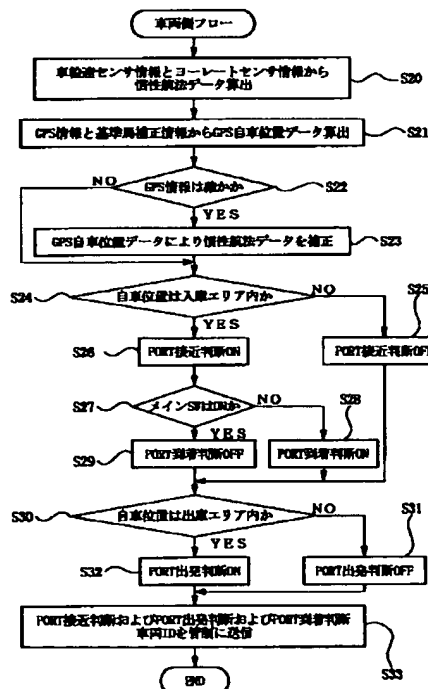 車両側フロー
車輪速センサ情報とヨーレートセンサ情報から
慣性航法データ算出
S20
GPS情報と基準局補正情報からGPS自車位置データ算出
S21
GPS情報は確かか
S22
NO
YES
GPS自車位置データにより慣性航法データを補正
S23
S24
自車位置は入庫エリア内か
NO
S25
YES
S26
PORT接近判断ON
PORT接近判断OFF
S27
メインSWはONか
NO
S28
YES
S29
PORT到着判断OFF
PORT到着判断ON
S30
自車位置は出庫エリア内か
NO
S31
YES
S32
PORT出発判断ON
PORT出発判断OFF
PORT接近判断およびPORT出発判断およびPORT到着判断
車両IDを管制に送信
S33
END